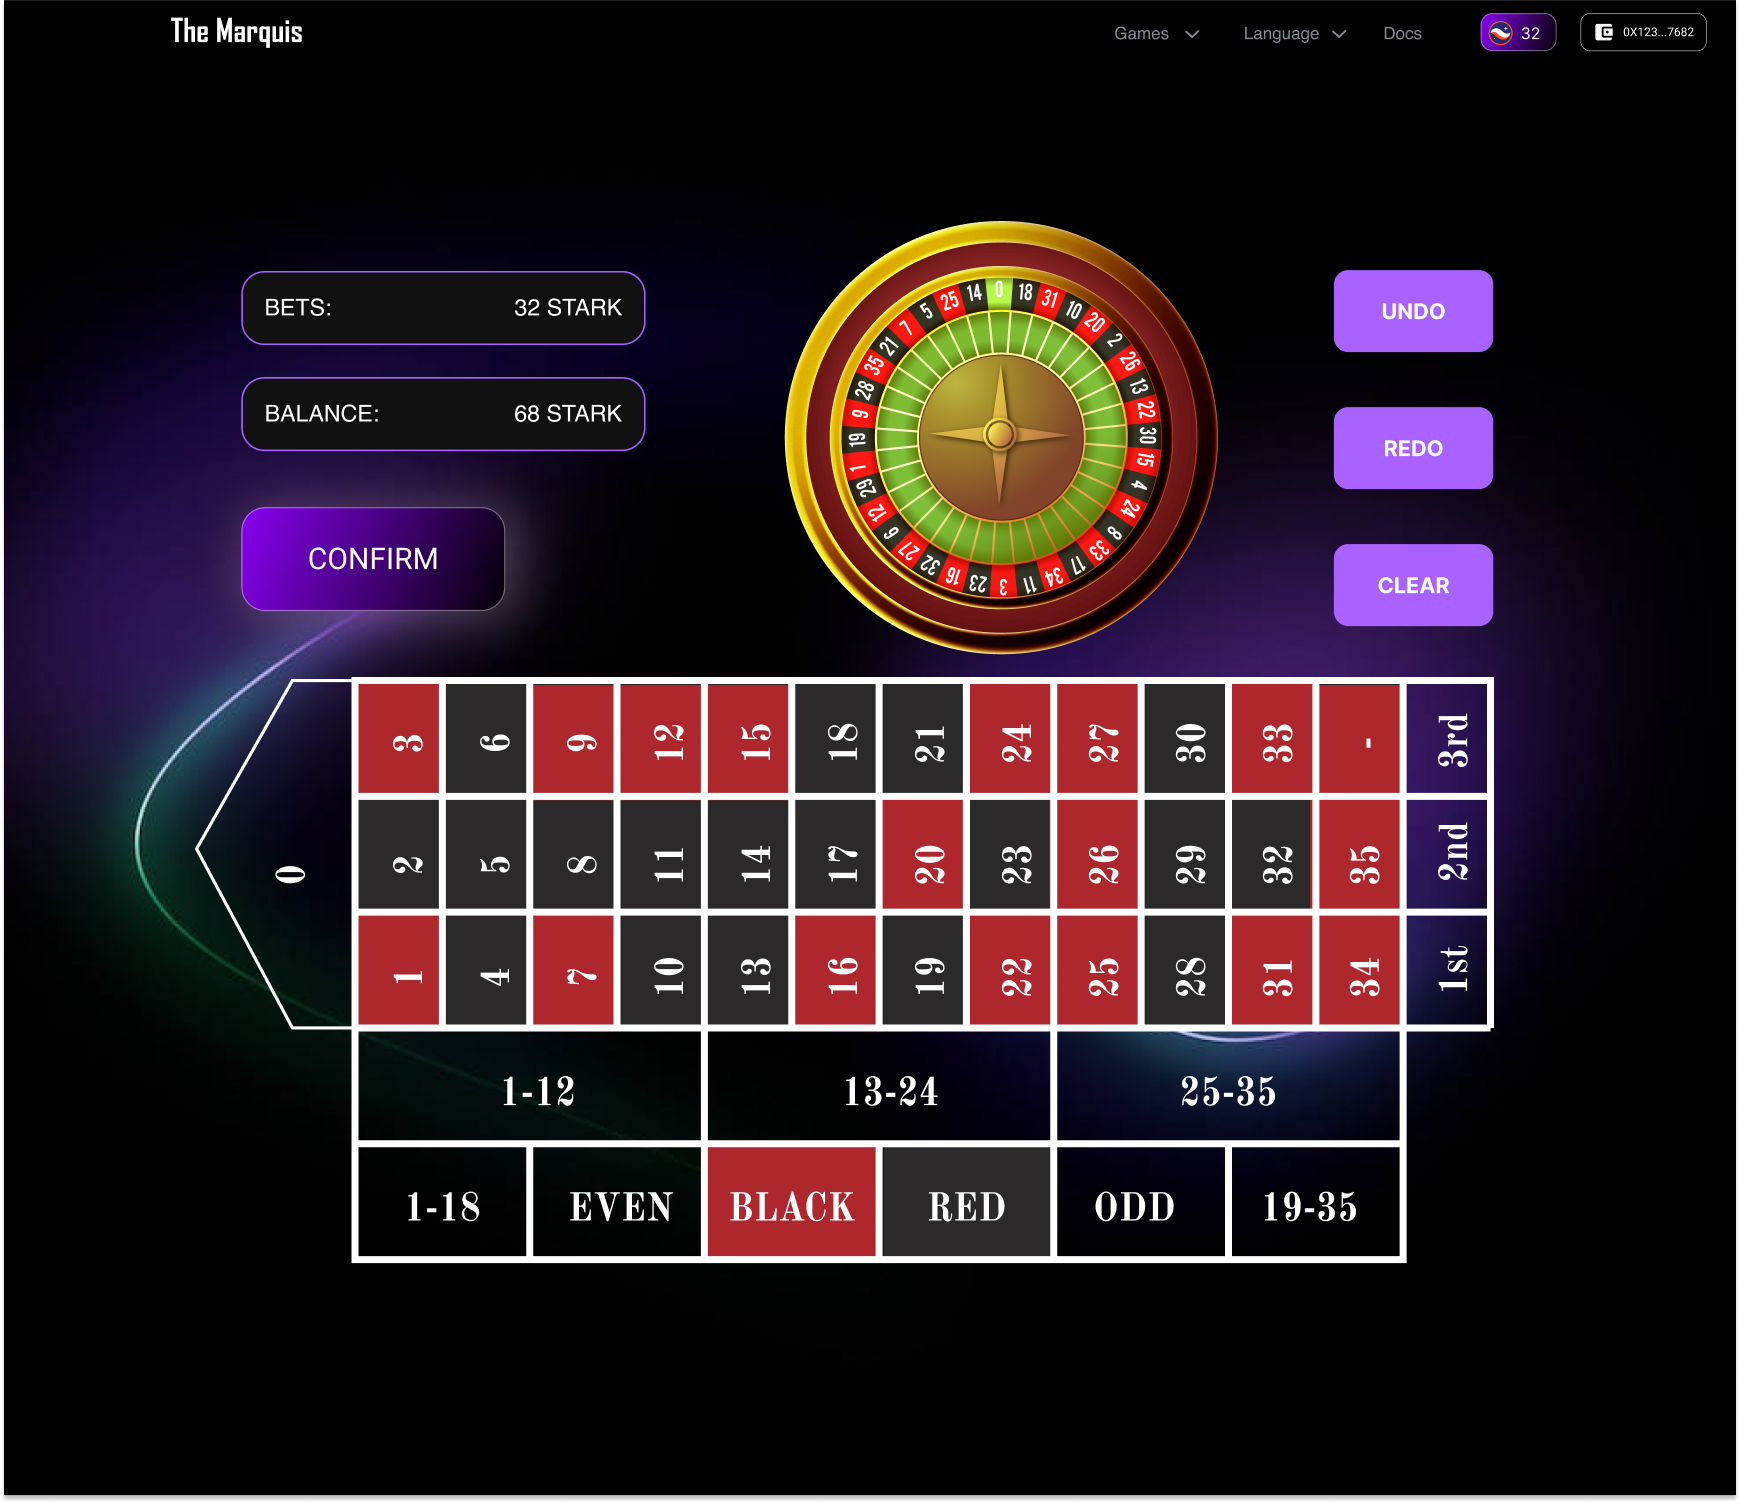 The Marquis
Games
Language
Docs
32
0X123...7682
BETS: 32 STARK
BALANCE: 68 STARK
CONFIRM
0 18 31 10 20 2 26 13 22 30 15 4 24 8 33 17 34 11 3 23 16 32 27 6 12 29 1 19 9 28 35 21 7 5 25 14
UNDO
REDO
CLEAR
3 6 9 12 15 18 21 24 27 30 33 - 3rd
0
2 5 8 11 14 17 20 23 26 29 32 35 2nd
1 4 7 10 13 16 19 22 25 28 31 34 1st
1-12 13-24 25-35
1-18 EVEN BLACK RED ODD 19-35